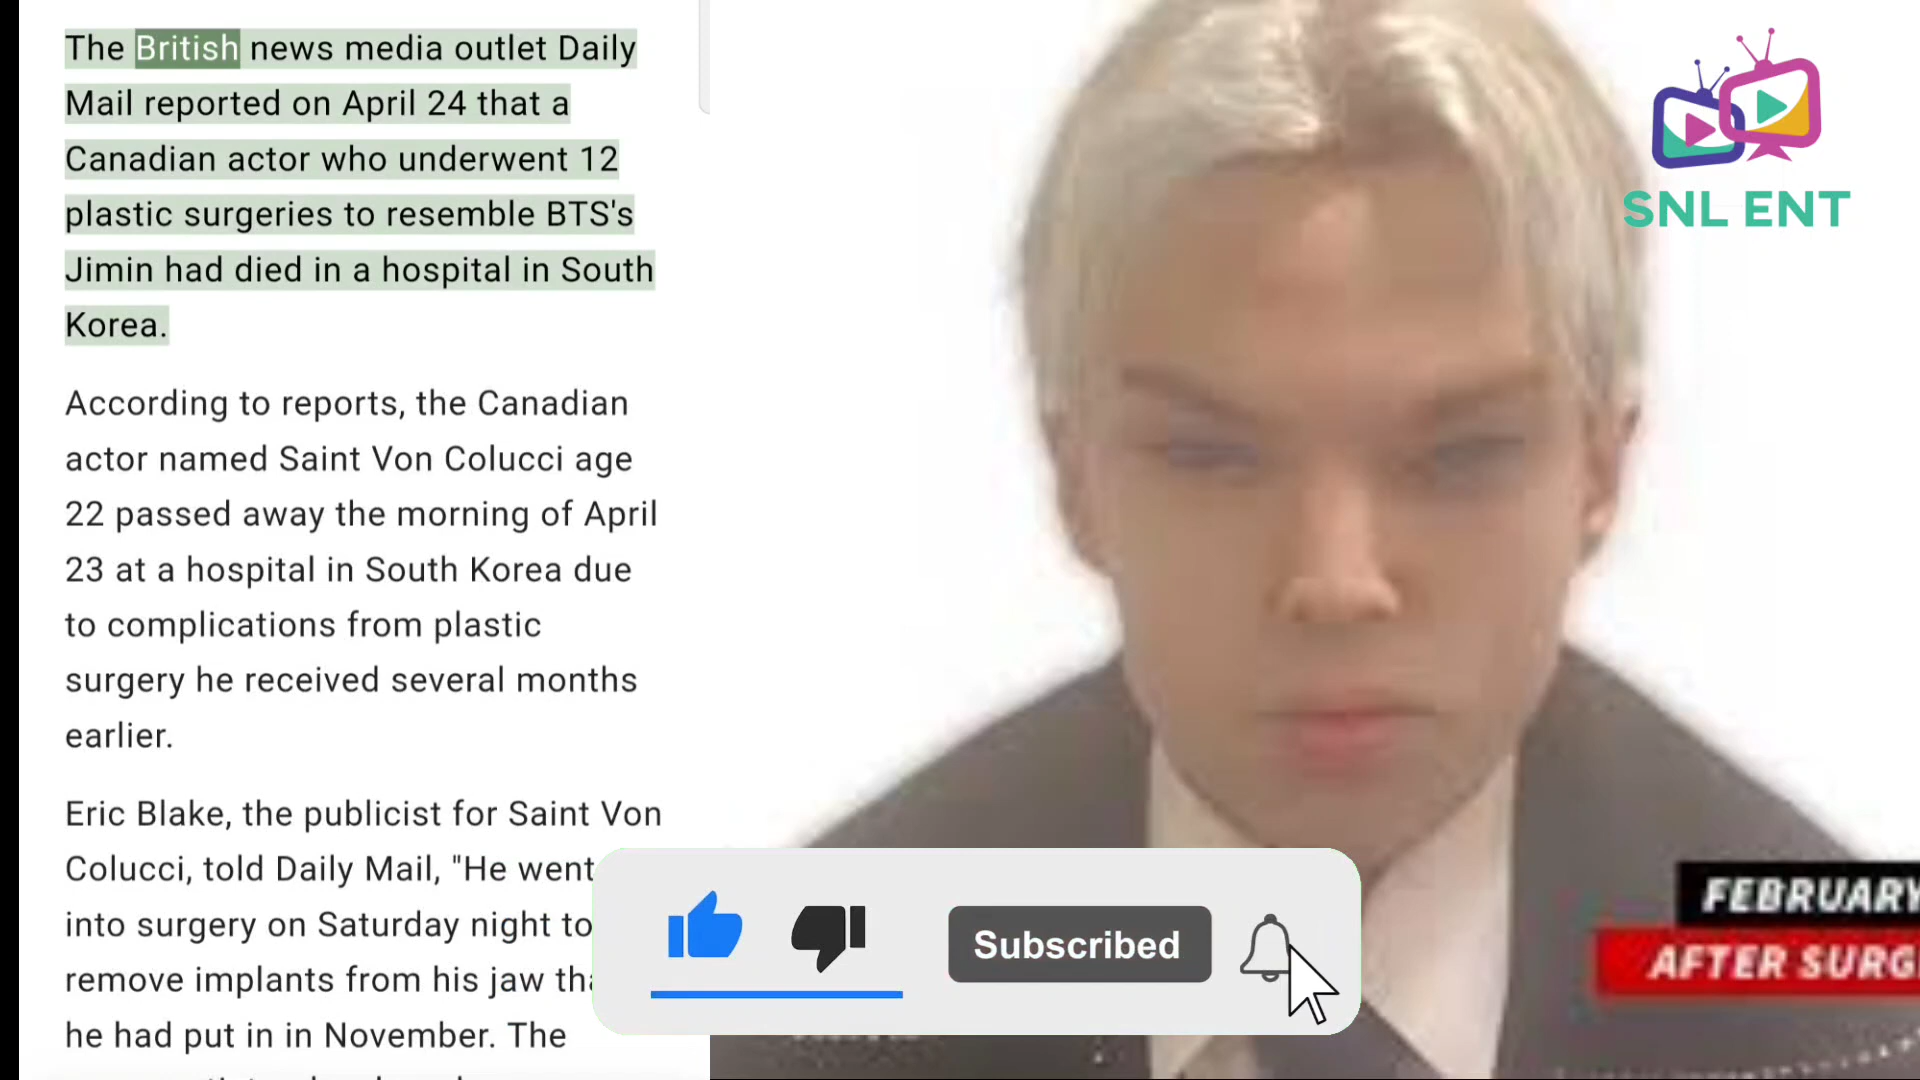 The British news media outlet Daily
Mail reported on April 24 that a
Canadian actor who underwent 12
plastic surgeries to resemble BTS's
Jimin had died in a hospital in South
Korea.
According to reports, the Canadian
actor named Saint Von Colucci age
22 passed away the morning of April
23 at a hospital in South Korea due
to complications from plastic
surgery he received several months
earlier.
Eric Blake, the publicist for Saint Von
Colucci, told Daily Mail, "He went
into surgery on Saturday night to
remove implants from his jaw
he had put in in November. The
SNL ENT
FEBRUARY
AFTER
Subscribed